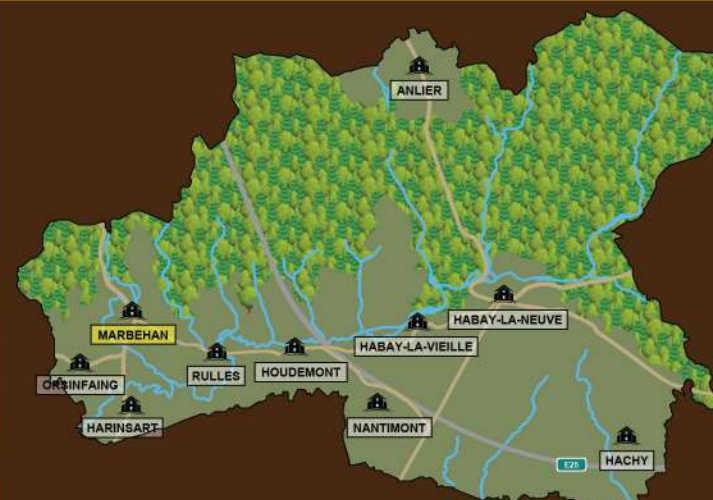 ANLIER
HABAY-LA-NEUVE
MARBEHAN
HABAY-LA-VIEILLE
HOUDEMONT
RULLES
ORSINFAING
HARINSART
NANTIMONT
HACHY
E25